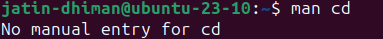 jatin-dhiman@ubuntu-23-10:~$ man cd
No manual entry for cd